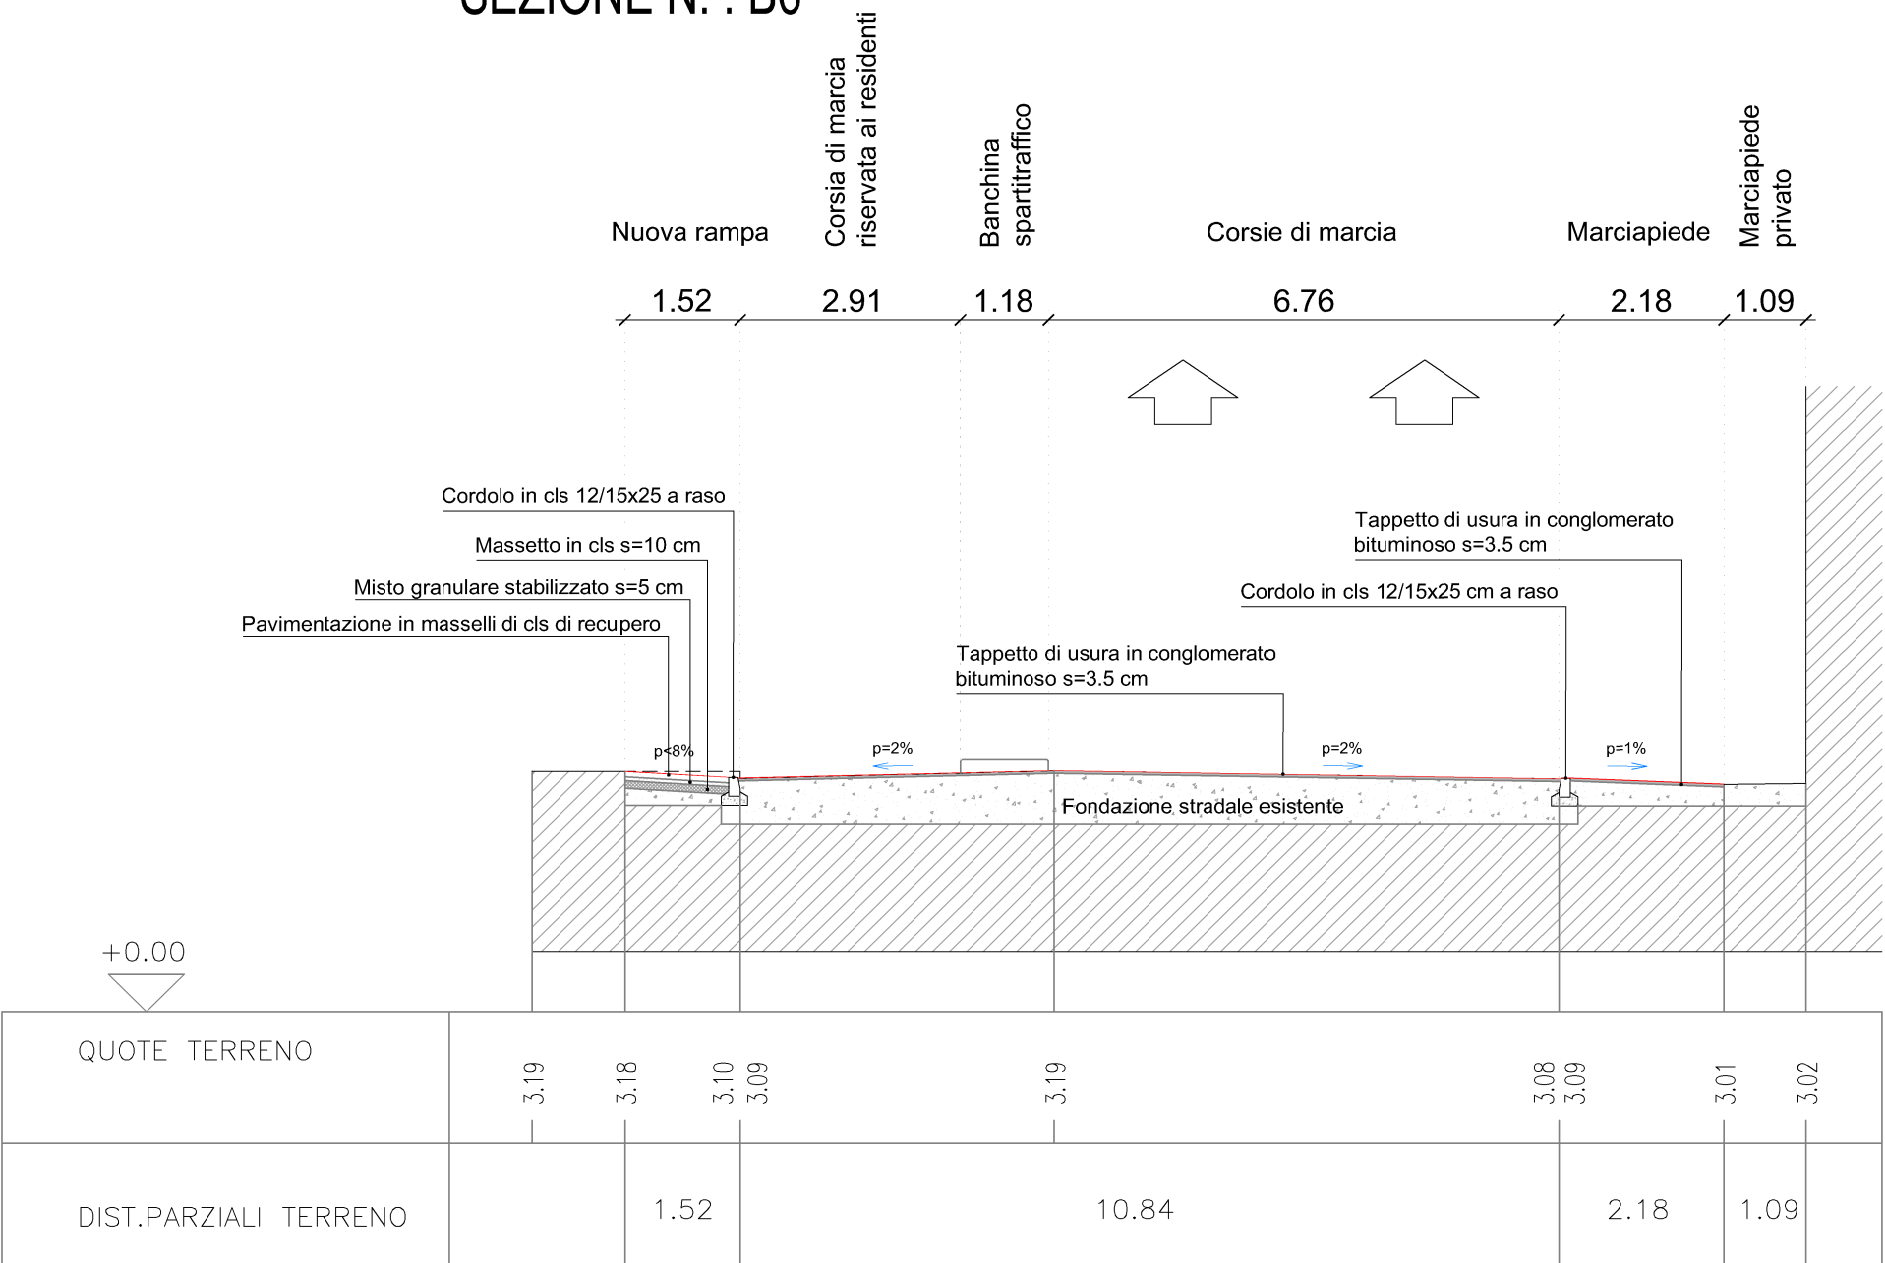 SEZIONE N. : B6
Corsia di marcia
riservata ai residenti
Banchina
spartitraffico
Marciapiede
privato
Nuova rampa
Corsie di marcia
Marciapiede
1.52
2.91
1.18
6.76
2.18
1.09
Cordolo in cls 12/15x25 a raso
Massetto in cls s=10 cm
Misto granulare stabilizzato s=5 cm
Pavimentazione in masselli di cls di recupero
Tappetto di usura in conglomerato
bituminoso s=3.5 cm
Cordolo in cls 12/15x25 cm a raso
Tappetto di usura in conglomerato
bituminoso s=3.5 cm
p<8%
p=2%
p=2%
p=1%
Fondazione stradale esistente
+0.00
QUOTE TERRENO
3.19
3.18
3.10
3.09
3.19
3.08
3.09
3.01
3.02
DIST.PARZIALI TERRENO
1.52
10.84
2.18
1.09